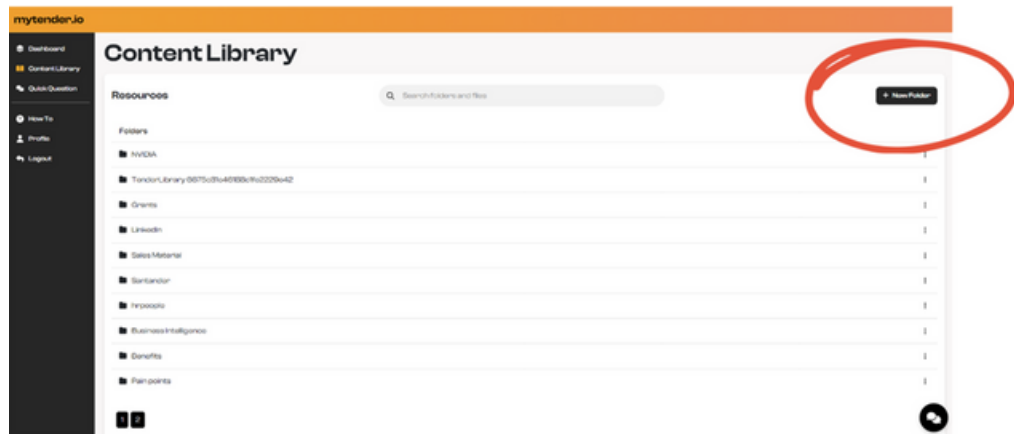 mytender.io
Dashboard
Content Library
Quick Question
How To
Profile
Logout
Content Library
Resources
Search folders and files
+ New Folder
Folders
NVIDIA
Grants
LinkedIn
Sales Material
Santander
hrpeople
Business Intelligence
Benefits
Pain points
1 2